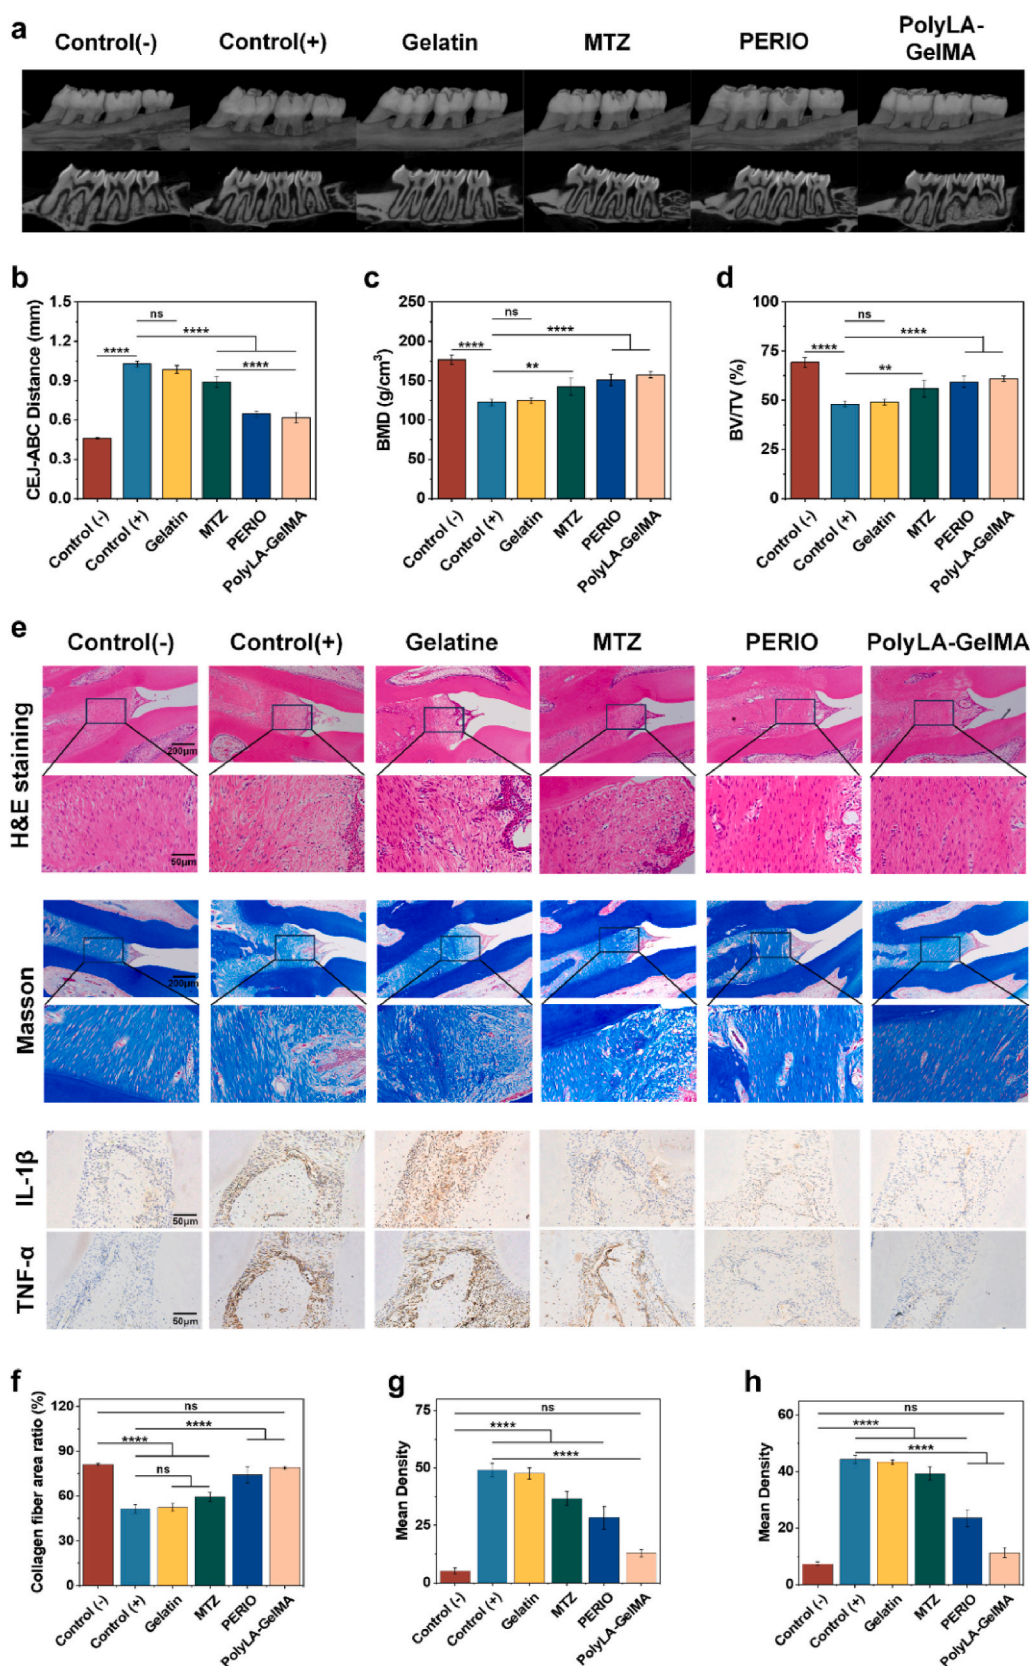 a
Control(-) Control(+) Gelatin MTZ PERIO PolyLA-
GelMA
b
CEJ-ABC Distance (mm)
1.5
1.2
0.9
0.6
0.3
0.0
ns
****
****
****
Control (-) Control (+) Gelatin MTZ PERIO PolyLA-GelMA
c
BMD (g/cm³)
250
200
150
100
50
0
ns
****
****
**
Control (-) Control (+) Gelatin MTZ PERIO PolyLA-GelMA
d
BV/TV (%)
100
75
50
25
0
ns
****
****
**
Control (-) Control (+) Gelatin MTZ PERIO PolyLA-GelMA
e
Control(-) Control(+) Gelatine MTZ PERIO PolyLA-GelMA
H&E staining
200μm
50μm
Masson
200μm
IL-1β
50μm
TNF-α
50μm
f
Collagen fiber area ratio (%)
120
90
60
30
0
ns
****
****
ns
Control (-) Control (+) Gelatin MTZ PERIO PolyLA-GelMA
g
Mean Density
75
50
25
0
ns
****
****
Control (-) Control (+) Gelatin MTZ PERIO PolyLA-GelMA
h
Mean Density
60
40
20
0
ns
****
****
Control (-) Control (+) Gelatin MTZ PERIO PolyLA-GelMA